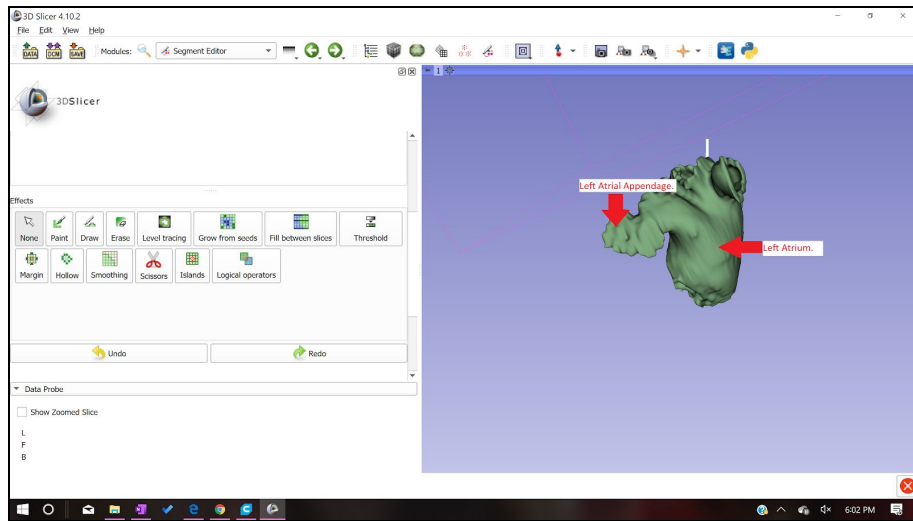 3D Slicer 4.10.2
File Edit View Help
DATA DCM SAVE Modules: Segment Editor
1
3DSlicer
Effects
None Paint Draw Erase Level tracing Grow from seeds Fill between slices Threshold
Margin Hollow Smoothing Scissors Islands Logical operators
Undo Redo
Data Probe
Show Zoomed Slice
L
F
B
Left Atrial Appendage.
Left Atrium.
6:02 PM